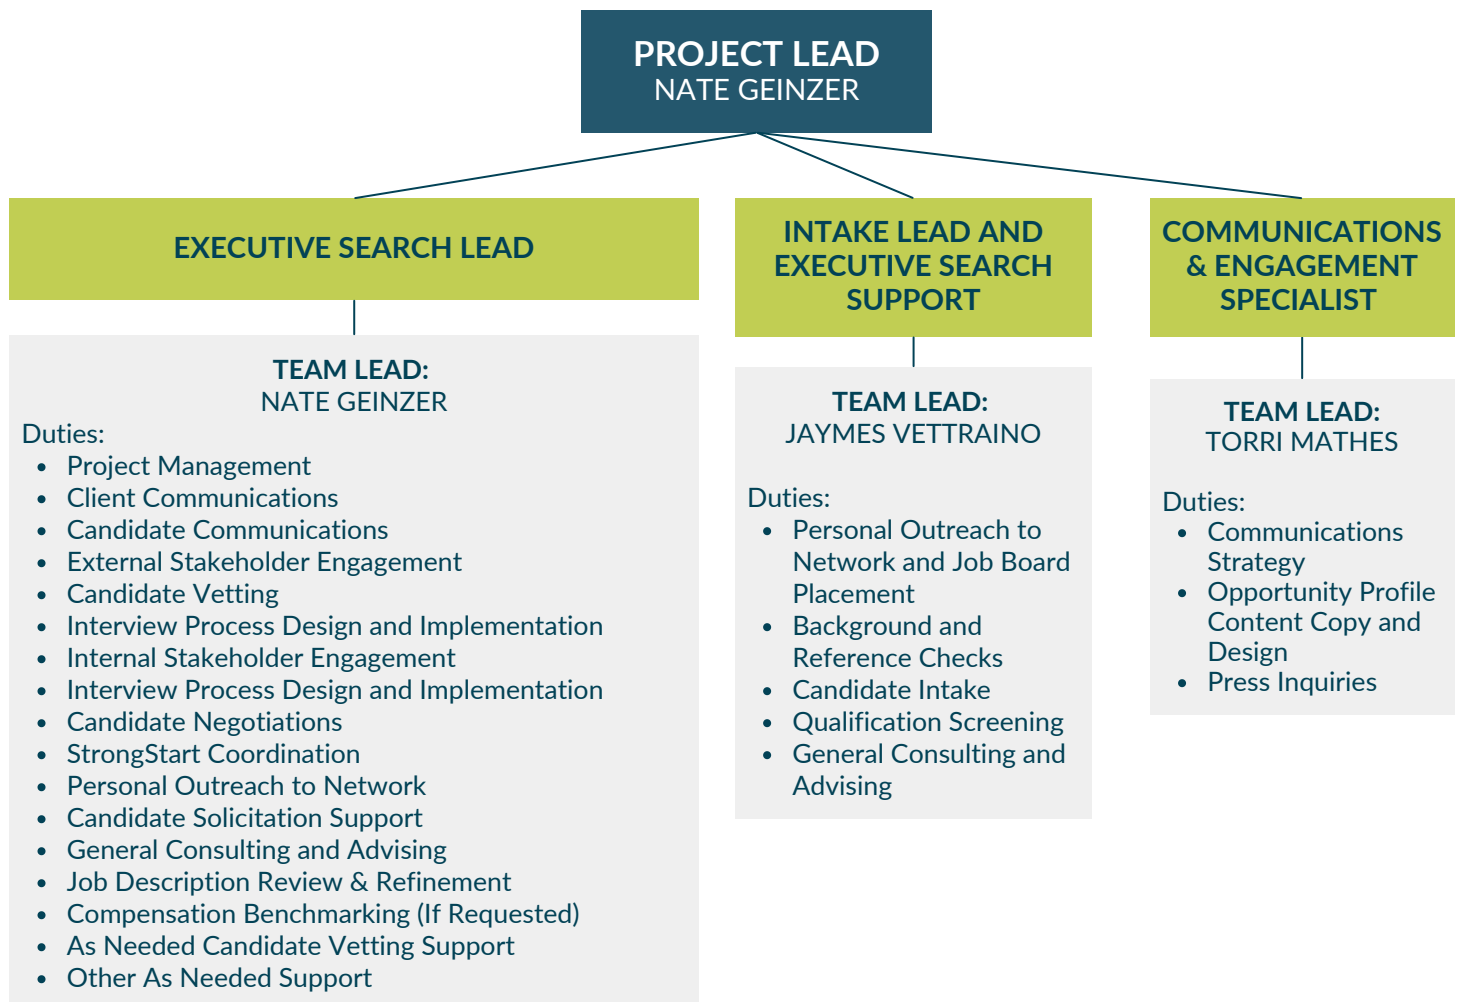 PROJECT LEAD
NATE GEINZER
EXECUTIVE SEARCH LEAD
TEAM LEAD:
NATE GEINZER
Duties:
• Project Management
• Client Communications
• Candidate Communications
• External Stakeholder Engagement
• Candidate Vetting
• Interview Process Design and Implementation
• Internal Stakeholder Engagement
• Interview Process Design and Implementation
• Candidate Negotiations
• StrongStart Coordination
• Personal Outreach to Network
• Candidate Solicitation Support
• General Consulting and Advising
• Job Description Review & Refinement
• Compensation Benchmarking (If Requested)
• As Needed Candidate Vetting Support
• Other As Needed Support
INTAKE LEAD AND
EXECUTIVE SEARCH
SUPPORT
TEAM LEAD:
JAYMES VETTRAINO
Duties:
• Personal Outreach to
Network and Job Board
Placement
• Background and
Reference Checks
• Candidate Intake
• Qualification Screening
• General Consulting and
Advising
COMMUNICATIONS
& ENGAGEMENT
SPECIALIST
TEAM LEAD:
TORRI MATHES
Duties:
• Communications
Strategy
• Opportunity Profile
Content Copy and
Design
• Press Inquiries